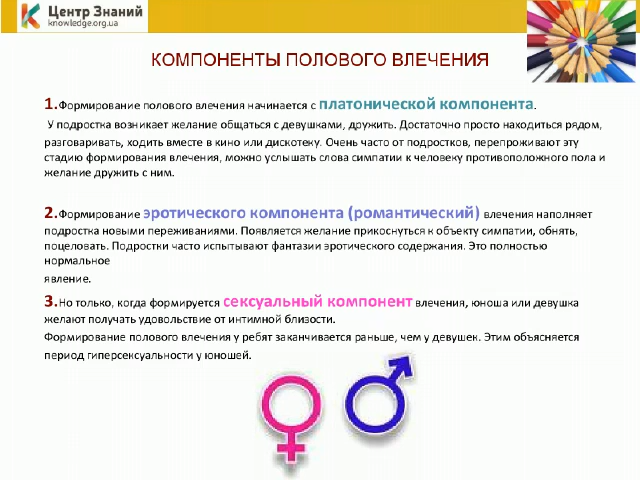 Центр Знаний
knowledge.org.ua
КОМПОНЕНТЫ ПОЛОВОГО ВЛЕЧЕНИЯ
1.Формирование полового влечения начинается с платонической компонента.
У подростка возникает желание общаться с девушками, дружить. Достаточно просто находиться рядом,
разговаривать, ходить вместе в кино или дискотеку. Очень часто от подростков, перепроживают эту
стадию формирования влечения, можно услышать слова симпатии к человеку противоположного пола и
желание дружить с ним.
2.Формирование эротического компонента (романтический) влечения наполняет
подростка новыми переживаниями. Появляется желание прикоснуться к объекту симпатии, обнять,
поцеловать. Подростки часто испытывают фантазии эротического содержания. Это полностью
нормальное
явление.
3.Но только, когда формируется сексуальный компонент влечения, юноша или девушка
желают получать удовольствие от интимной близости.
Формирование полового влечения у ребят заканчивается раньше, чем у девушек. Этим объясняется
период гиперсексуальности у юношей.